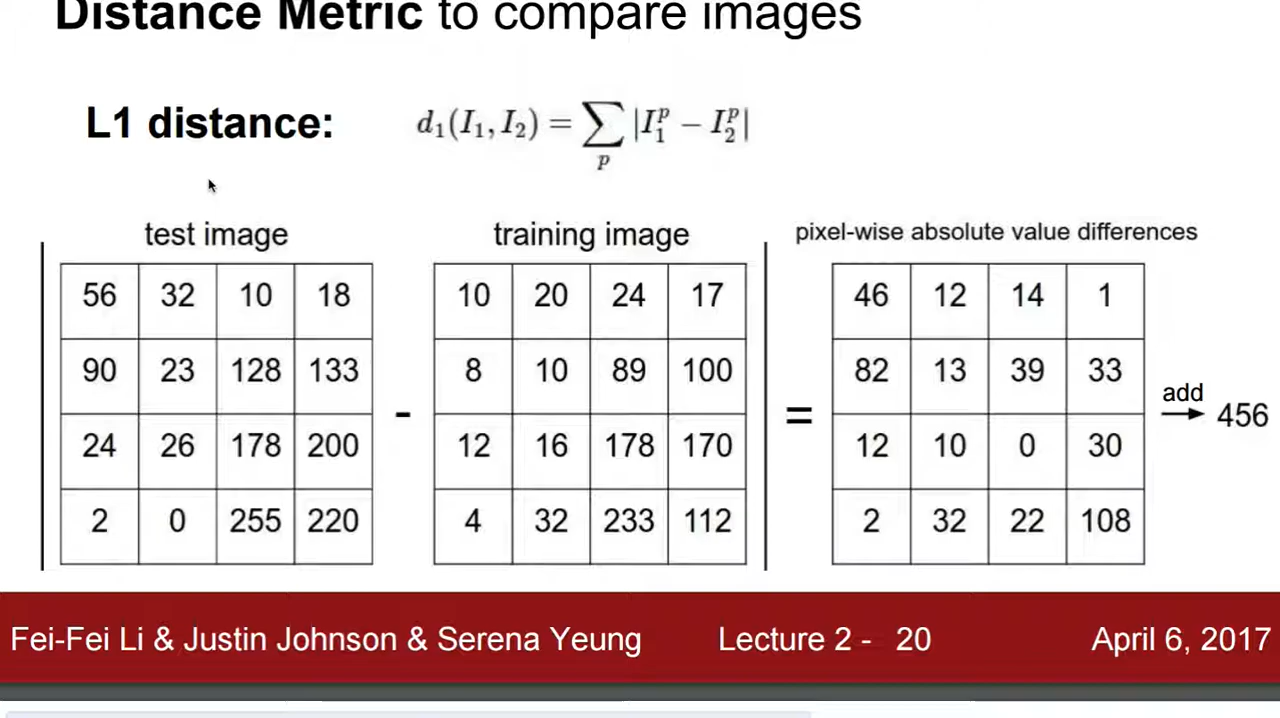 Distance Metric to compare images
L1 distance: d₁(I₁, I₂) = ∑ₚ |I₁ᵖ − I₂ᵖ|
test image training image pixel-wise absolute value differences
56 32 10 18 10 20 24 17 46 12 14 1
90 23 128 133 8 10 89 100 82 13 39 33
- = add → 456
24 26 178 200 12 16 178 170 12 10 0 30
2 0 255 220 4 32 233 112 2 32 22 108
Fei-Fei Li & Justin Johnson & Serena Yeung Lecture 2 - 20 April 6, 2017